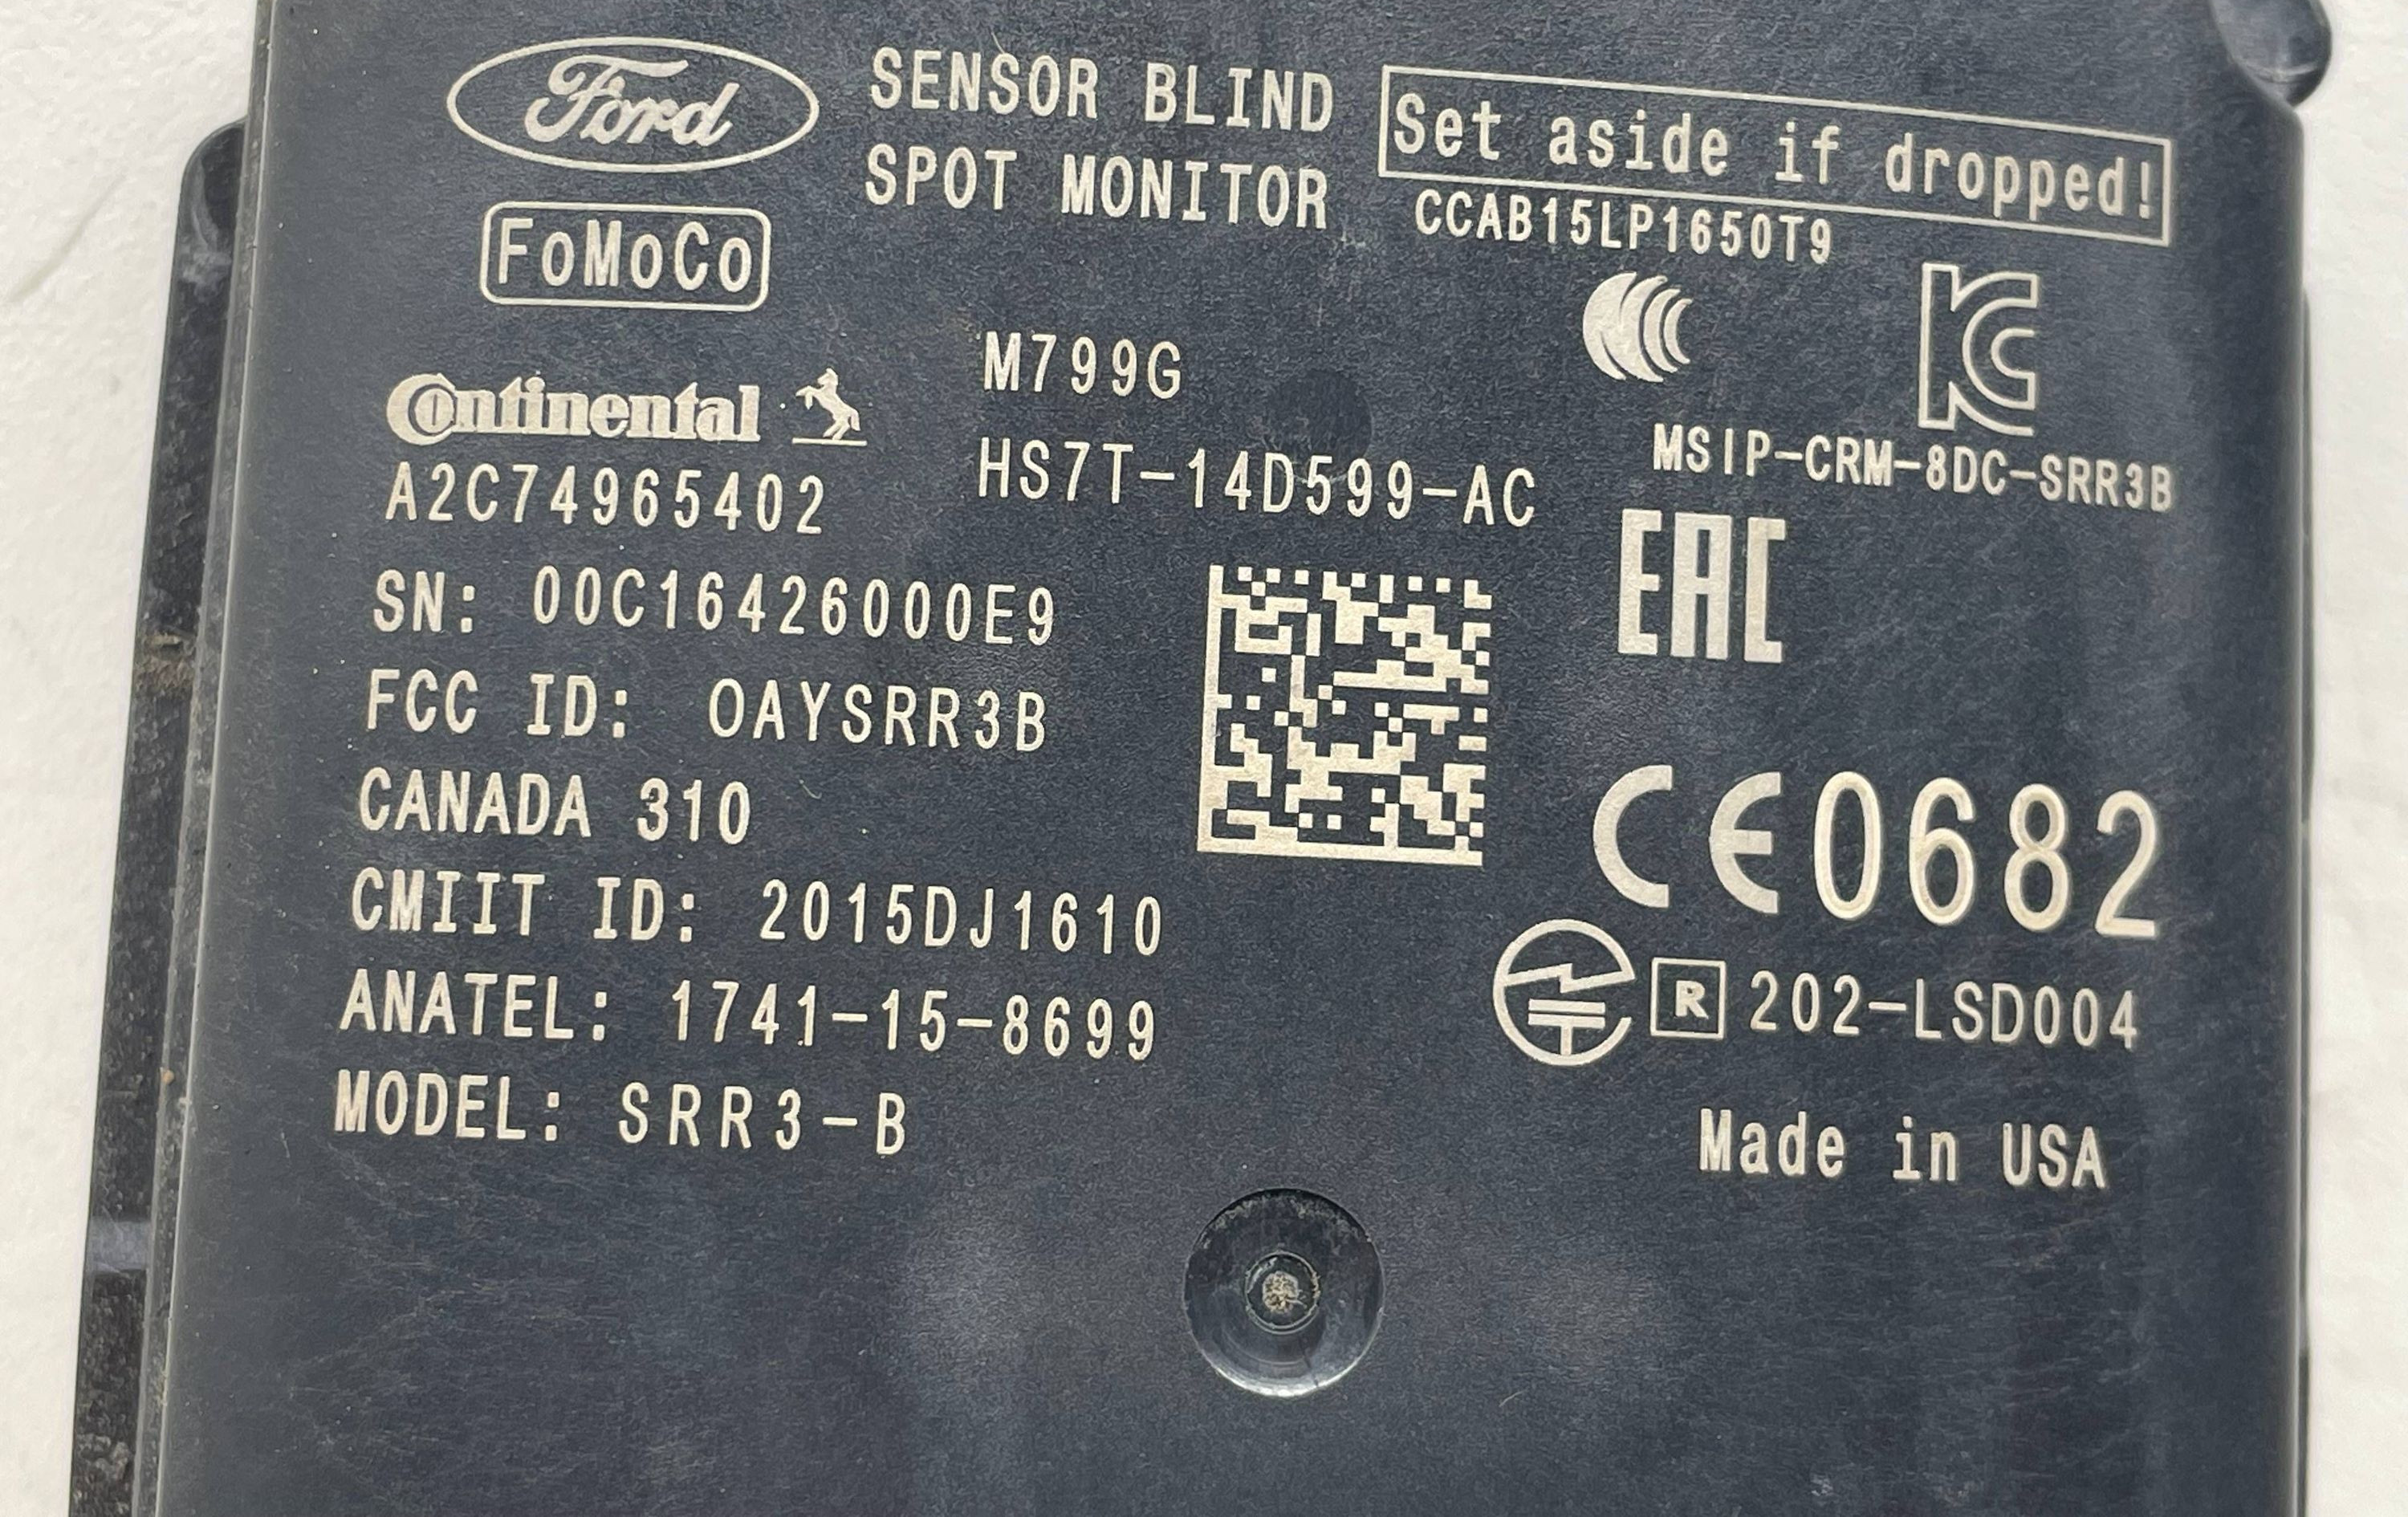 Ford
SENSOR BLIND
SPOT MONITOR
Set aside if dropped!
CCAB15LP1650T9
FoMoCo
Continental
M799G
A2C74965402
HS7T-14D599-AC
MSIP-CRM-8DC-SRR3B
EAC
SN: 00C16426000E9
FCC ID: OAYSRR3B
CANADA 310
CE0682
CMIIT ID: 2015DJ1610
ANATEL: 1741-15-8699
R 202-LSD004
MODEL: SRR3-B
Made in USA